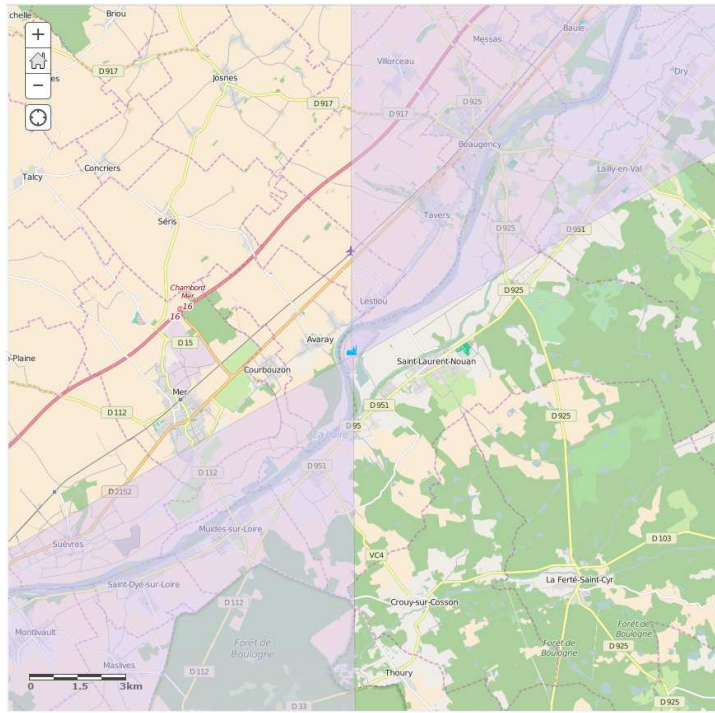 Briou
D 917
D 917
Josnes
D 917
Villorceau
Messas
Baule
Dry
D 917
D 925
Beaugency
Lailly-en-Val
Talcy
Concriers
Séris
Tavers
D 925
D 951
Chambord
Mer
16
16
Lestiou
D 925
D 15
Avaray
Courbouzon
Saint-Laurent-Nouan
n-Plaine
Mer
D 112
D 951
D 95
La Loire
D 925
D 112
D 951
D 2152
Suèvres
Muides-sur-Loire
VC4
D 103
Saint-Dyé-sur-Loire
La Ferté-Saint-Cyr
D 112
Crouy-sur-Cosson
Montlivault
Forêt de
Boulogne
Forêt de
Boulogne
Forêt de
Boulogne
D 925
Maslives
D 112
Thoury
0 1.5 3km
D 33
D 925